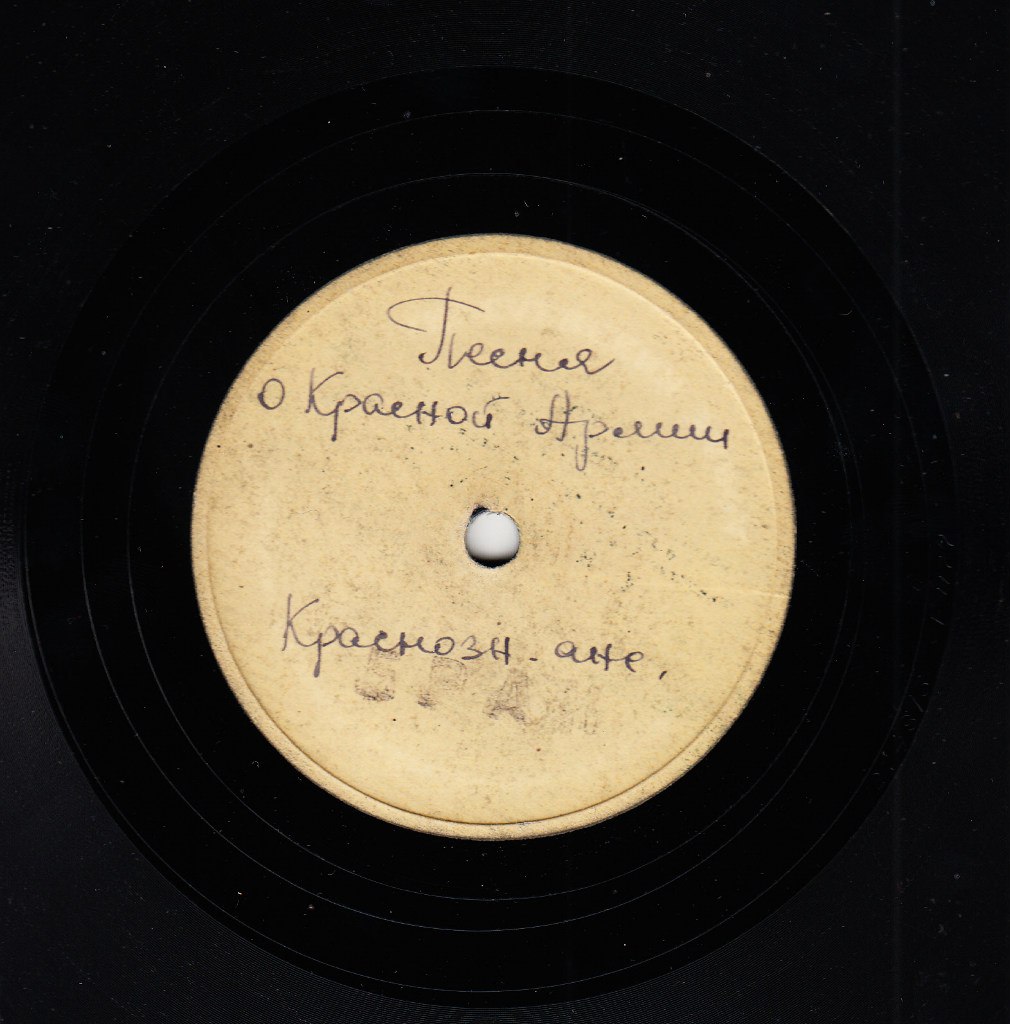 Песня
О Красной Армии
Краснозн. анс.